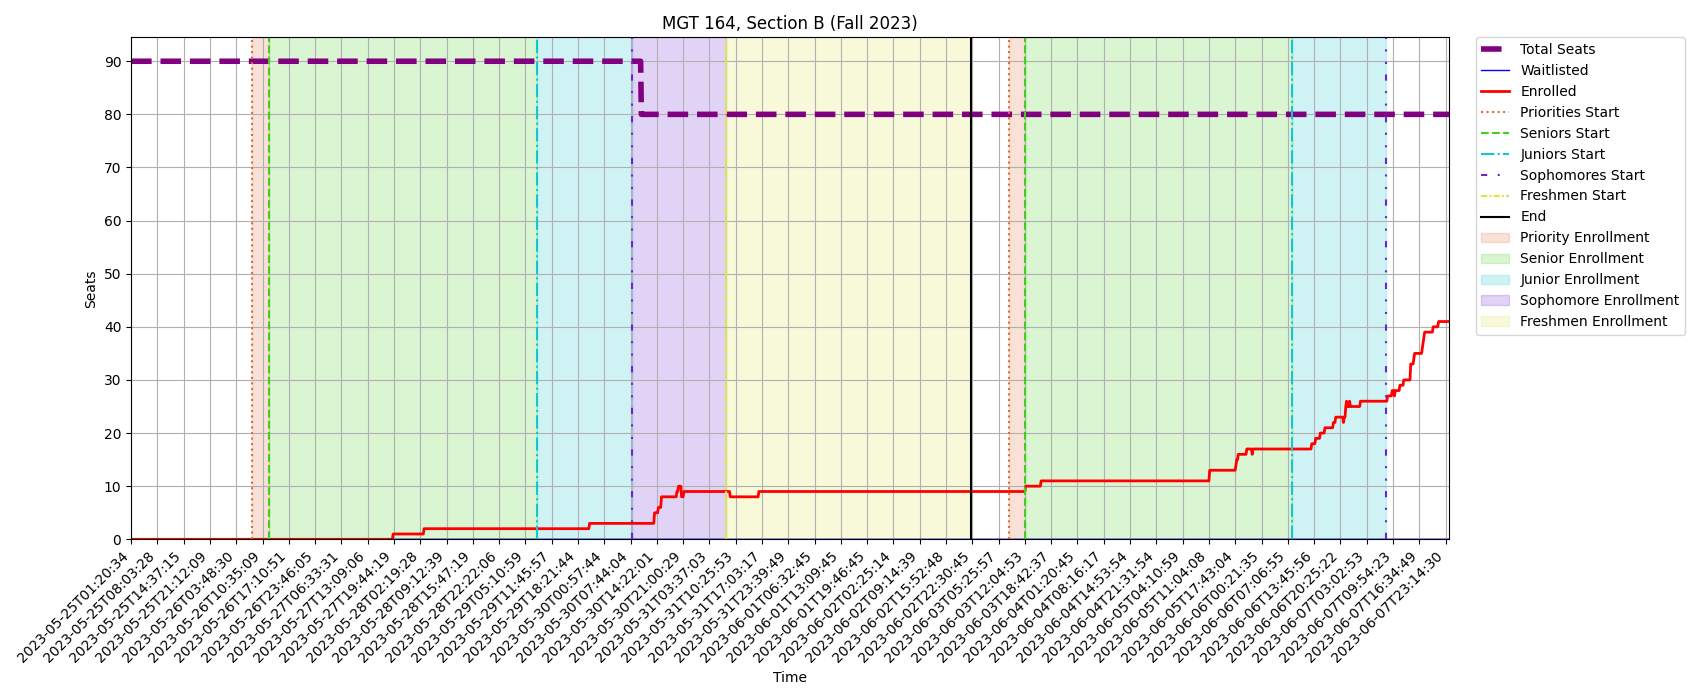 MGT 164, Section B (Fall 2023)
Seats
90
80
70
60
50
40
30
20
10
0
2023-05-25T01:20:34
2023-05-25T08:03:28
2023-05-25T14:37:15
2023-05-25T21:12:09
2023-05-26T03:48:30
2023-05-26T10:35:09
2023-05-26T17:10:51
2023-05-26T23:46:05
2023-05-27T06:33:31
2023-05-27T13:09:06
2023-05-27T19:44:19
2023-05-28T02:19:28
2023-05-28T09:12:39
2023-05-28T15:47:19
2023-05-28T22:22:06
2023-05-29T05:10:59
2023-05-29T11:45:57
2023-05-29T18:21:44
2023-05-30T00:57:44
2023-05-30T07:44:04
2023-05-30T14:22:01
2023-05-30T21:00:29
2023-05-31T03:37:03
2023-05-31T10:25:53
2023-05-31T17:03:17
2023-05-31T23:39:49
2023-06-01T06:32:45
2023-06-01T13:09:45
2023-06-01T19:46:45
2023-06-02T02:25:14
2023-06-02T09:14:39
2023-06-02T15:52:48
2023-06-02T22:30:45
2023-06-03T05:25:57
2023-06-03T12:04:53
2023-06-03T18:42:37
2023-06-04T01:20:45
2023-06-04T08:16:17
2023-06-04T14:53:54
2023-06-04T21:31:54
2023-06-05T04:10:59
2023-06-05T11:04:08
2023-06-05T17:43:04
2023-06-06T00:21:35
2023-06-06T07:06:55
2023-06-06T13:45:56
2023-06-06T20:25:22
2023-06-07T03:02:53
2023-06-07T09:54:23
2023-06-07T16:34:49
2023-06-07T23:14:30
Time
Total Seats
Waitlisted
Enrolled
Priorities Start
Seniors Start
Juniors Start
Sophomores Start
Freshmen Start
End
Priority Enrollment
Senior Enrollment
Junior Enrollment
Sophomore Enrollment
Freshmen Enrollment